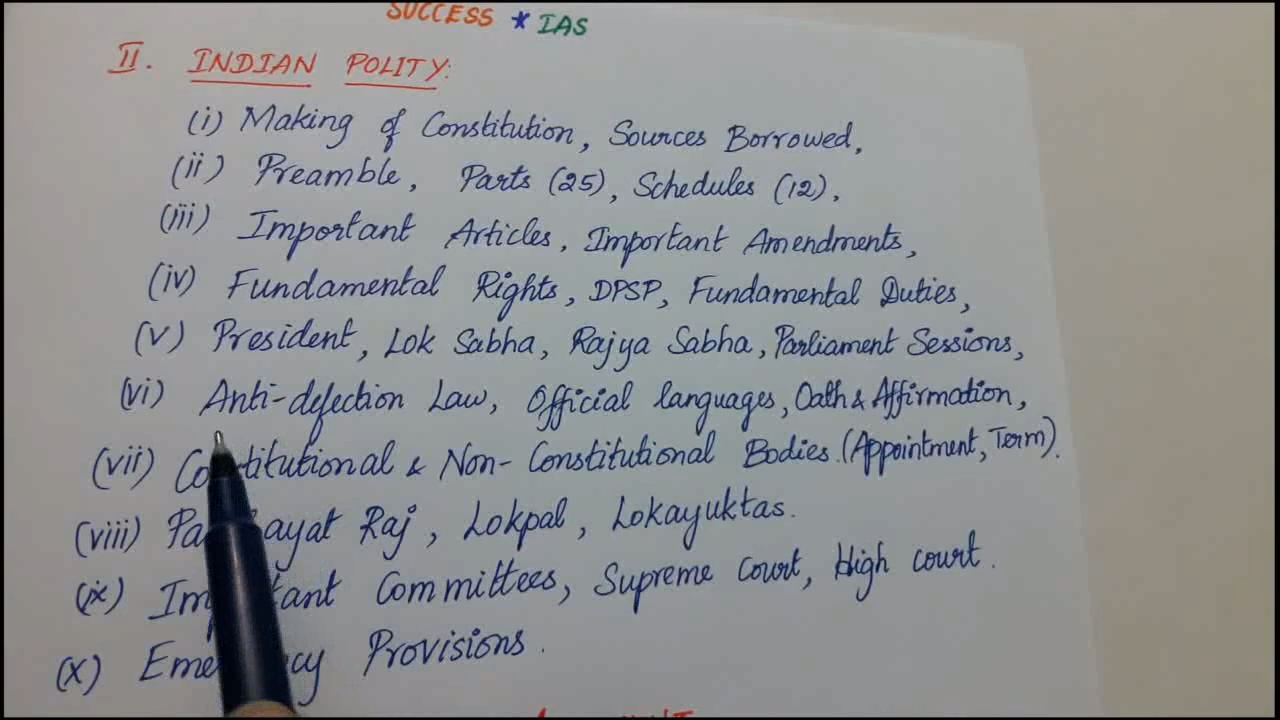 SUCCESS * IAS
II. INDIAN POLITY:
(i) Making of Constitution, Sources Borrowed,
(ii) Preamble, Parts (25), Schedules (12),
(iii) Important Articles, Important Amendments,
(iv) Fundamental Rights, DPSP, Fundamental Duties,
(v) President, Lok Sabha, Rajya Sabha, Parliament Sessions,
(vi) Anti-defection Law, Official languages, Oath & Affirmation,
(vii) Constitutional & Non-Constitutional Bodies. (Appointment, Term).
(viii) Panchayat Raj, Lokpal, Lokayuktas.
(ix) Important Committees, Supreme Court, High court.
(x) Emergency Provisions.